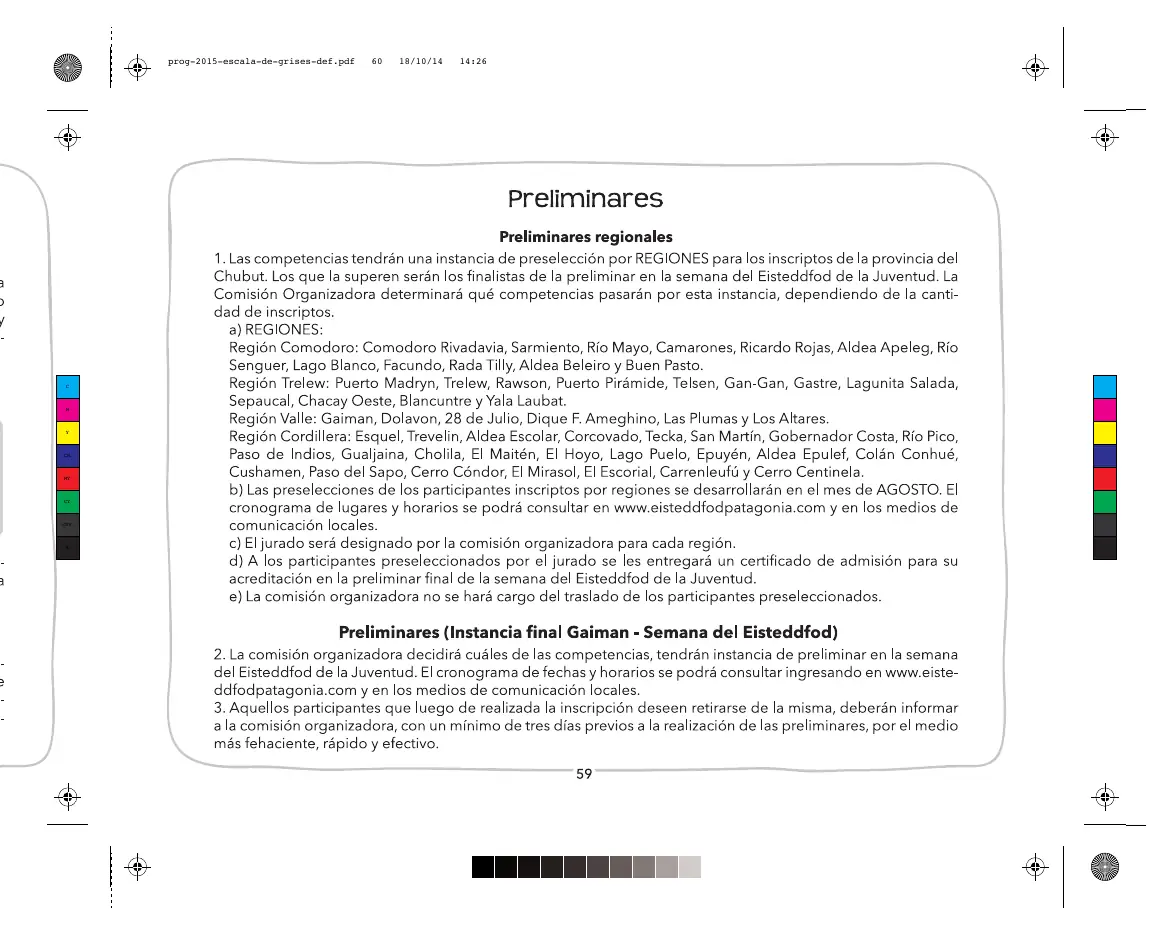 prog-2015-escala-de-grises-def.pdf 60 18/10/14 14:26
Preliminares
Preliminares regionales
1. Las competencias tendrán una instancia de preselección por REGIONES para los inscriptos de la provincia del
Chubut. Los que la superen serán los finalistas de la preliminar en la semana del Eisteddfod de la Juventud. La
Comisión Organizadora determinará qué competencias pasarán por esta instancia, dependiendo de la canti-
dad de inscriptos.
a) REGIONES:
Región Comodoro: Comodoro Rivadavia, Sarmiento, Río Mayo, Camarones, Ricardo Rojas, Aldea Apeleg, Río
Senguer, Lago Blanco, Facundo, Rada Tilly, Aldea Beleiro y Buen Pasto.
Región Trelew: Puerto Madryn, Trelew, Rawson, Puerto Pirámide, Telsen, Gan-Gan, Gastre, Lagunita Salada,
Sepaucal, Chacay Oeste, Blancuntre y Yala Laubat.
Región Valle: Gaiman, Dolavon, 28 de Julio, Dique F. Ameghino, Las Plumas y Los Altares.
Región Cordillera: Esquel, Trevelin, Aldea Escolar, Corcovado, Tecka, San Martín, Gobernador Costa, Río Pico,
Paso de Indios, Gualjaina, Cholila, El Maitén, El Hoyo, Lago Puelo, Epuyén, Aldea Epulef, Colán Conhué,
Cushamen, Paso del Sapo, Cerro Cóndor, El Mirasol, El Escorial, Carrenleufú y Cerro Centinela.
b) Las preselecciones de los participantes inscriptos por regiones se desarrollarán en el mes de AGOSTO. El
cronograma de lugares y horarios se podrá consultar en www.eisteddfodpatagonia.com y en los medios de
comunicación locales.
c) El jurado será designado por la comisión organizadora para cada región.
d) A los participantes preseleccionados por el jurado se les entregará un certificado de admisión para su
acreditación en la preliminar final de la semana del Eisteddfod de la Juventud.
e) La comisión organizadora no se hará cargo del traslado de los participantes preseleccionados.
Preliminares (Instancia final Gaiman - Semana del Eisteddfod)
2. La comisión organizadora decidirá cuáles de las competencias, tendrán instancia de preliminar en la semana
del Eisteddfod de la Juventud. El cronograma de fechas y horarios se podrá consultar ingresando en www.eiste-
ddfodpatagonia.com y en los medios de comunicación locales.
3. Aquellos participantes que luego de realizada la inscripción deseen retirarse de la misma, deberán informar
a la comisión organizadora, con un mínimo de tres días previos a la realización de las preliminares, por el medio
más fehaciente, rápido y efectivo.
59